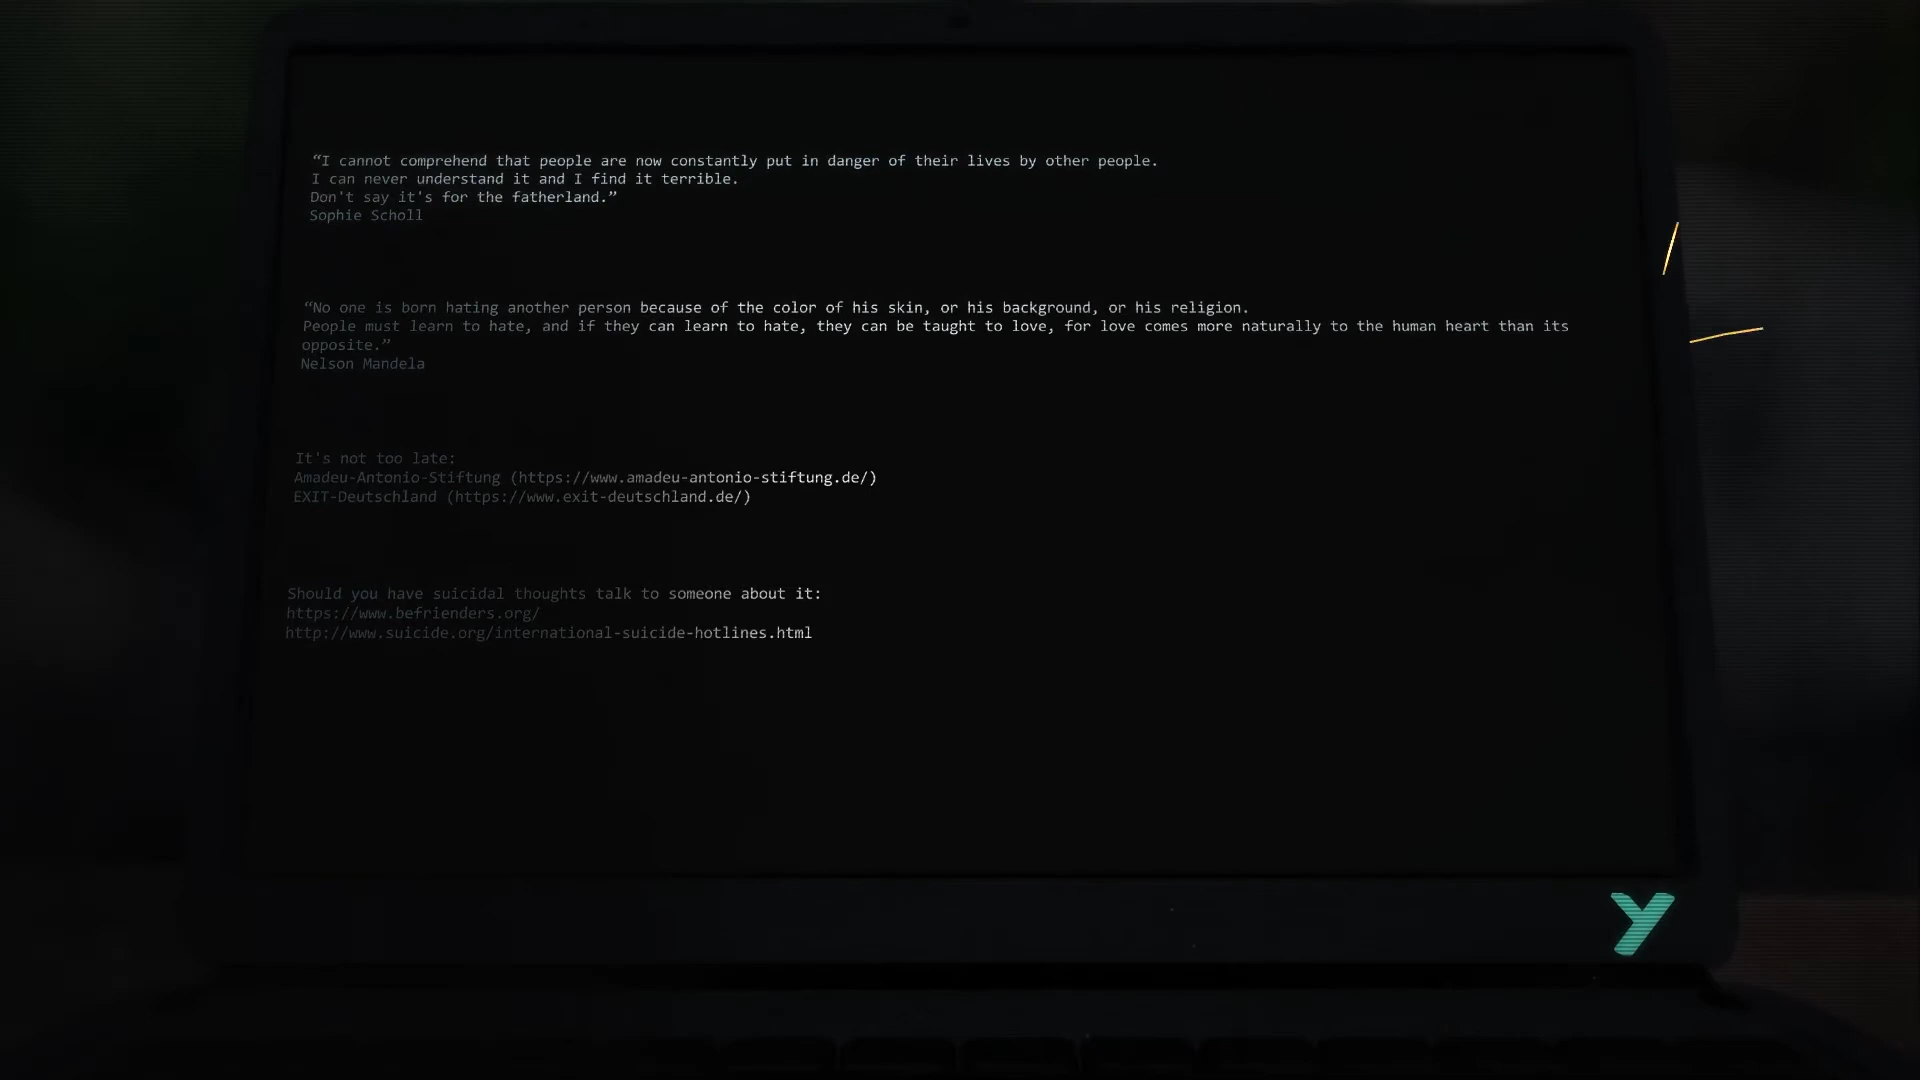 “I cannot comprehend that people are now constantly put in danger of their lives by other people.
I can never understand it and I find it terrible.
Don't say it's for the fatherland.”
Sophie Scholl
“No one is born hating another person because of the color of his skin, or his background, or his religion.
People must learn to hate, and if they can learn to hate, they can be taught to love, for love comes more naturally to the human heart than its
opposite.”
Nelson Mandela
It's not too late:
Amadeu-Antonio-Stiftung (https://www.amadeu-antonio-stiftung.de/)
EXIT-Deutschland (https://www.exit-deutschland.de/)
Should you have suicidal thoughts talk to someone about it:
https://www.befrienders.org/
http://www.suicide.org/international-suicide-hotlines.html
Y